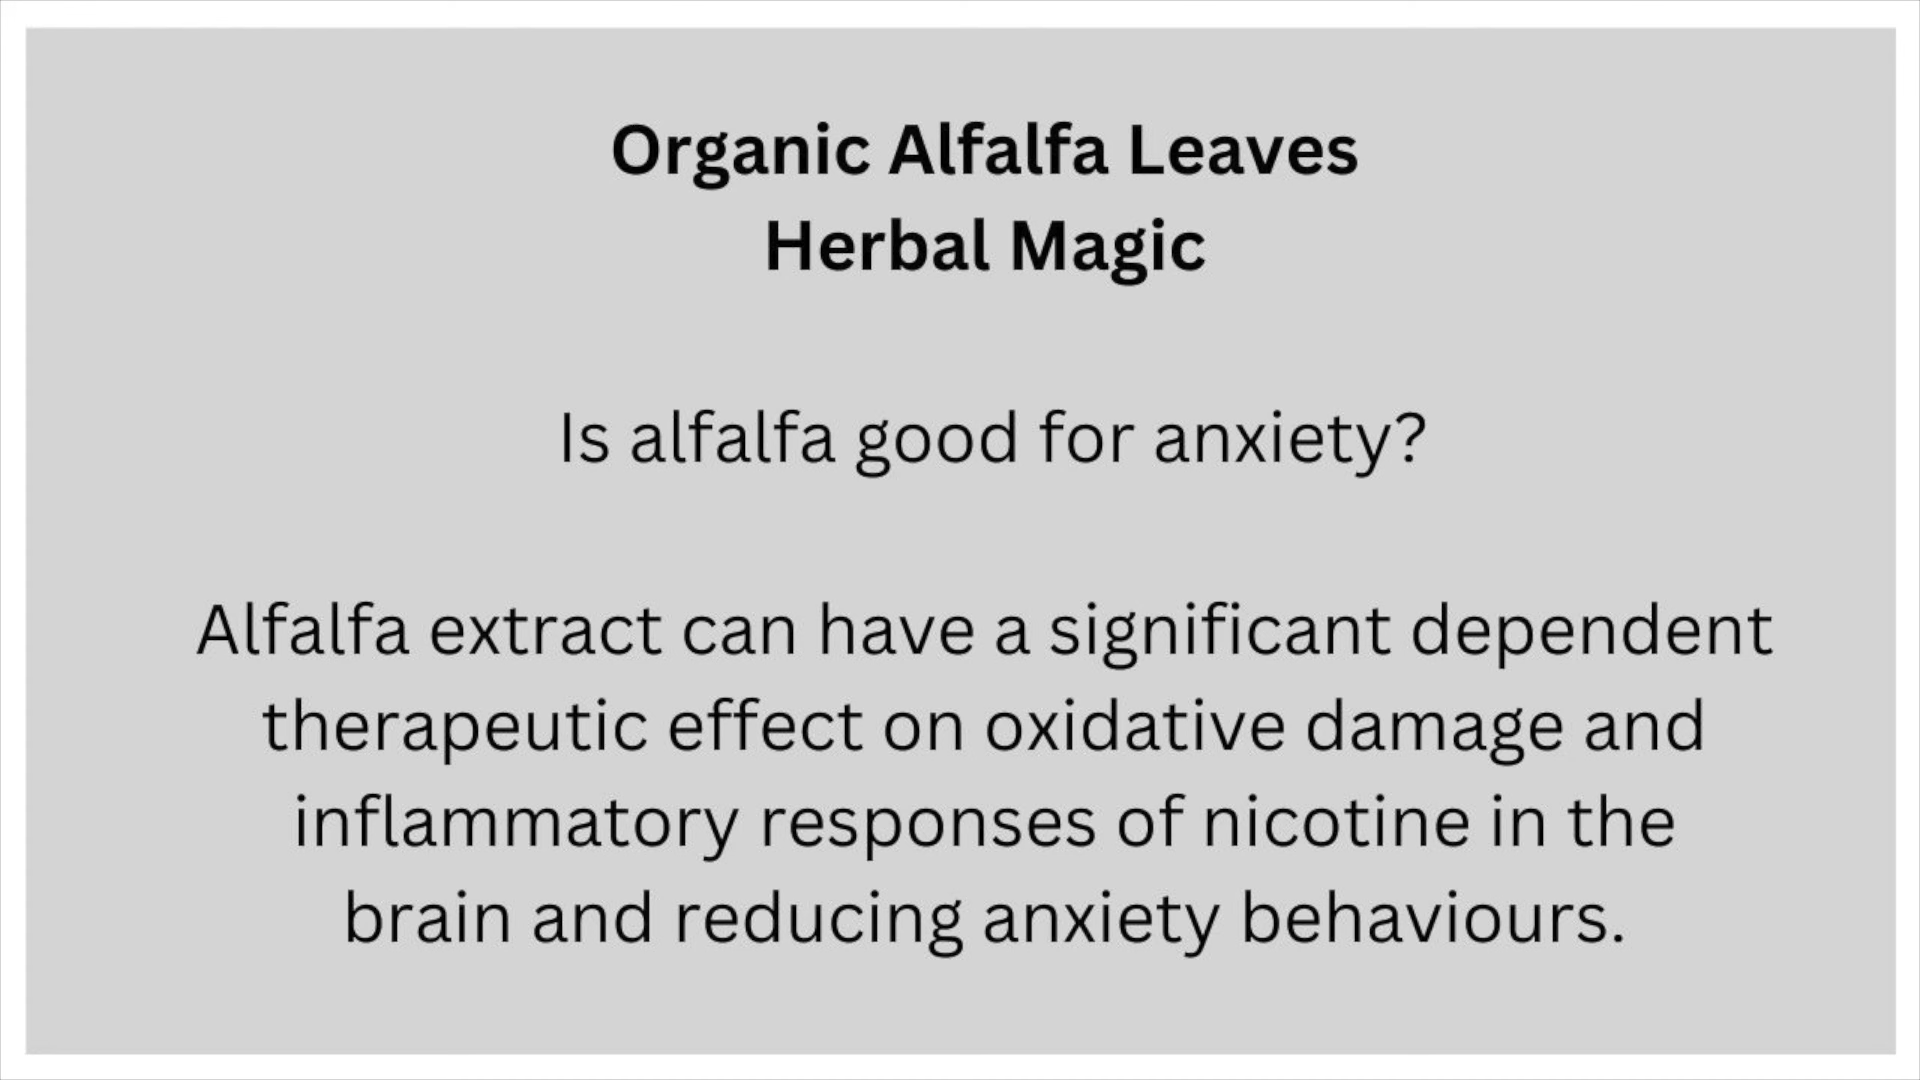 Organic Alfalfa Leaves
Herbal Magic
Is alfalfa good for anxiety?
Alfalfa extract can have a significant dependent
therapeutic effect on oxidative damage and
inflammatory responses of nicotine in the
brain and reducing anxiety behaviours.